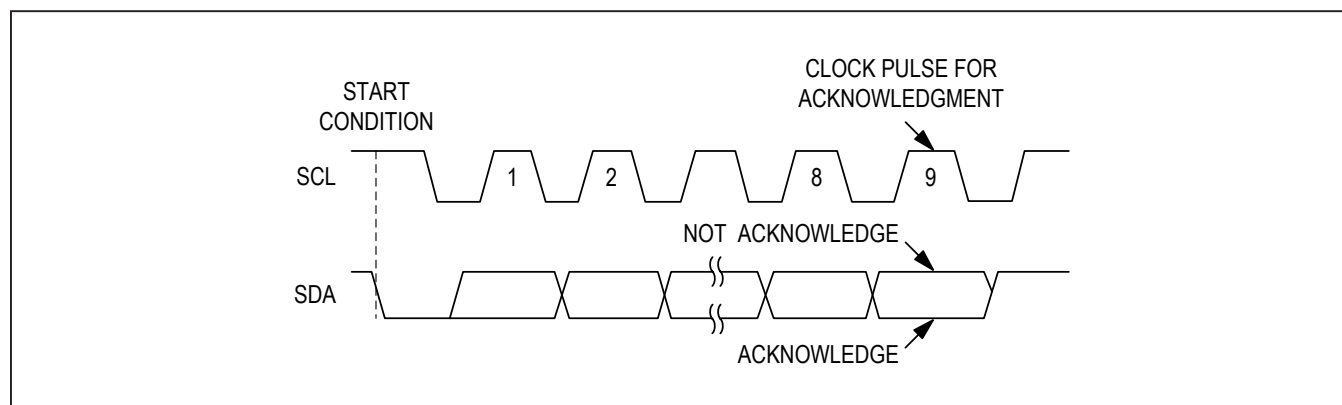 START
CONDITION
CLOCK PULSE FOR
ACKNOWLEDGMENT
SCL
1
2
8
9
NOT ACKNOWLEDGE
SDA
ACKNOWLEDGE